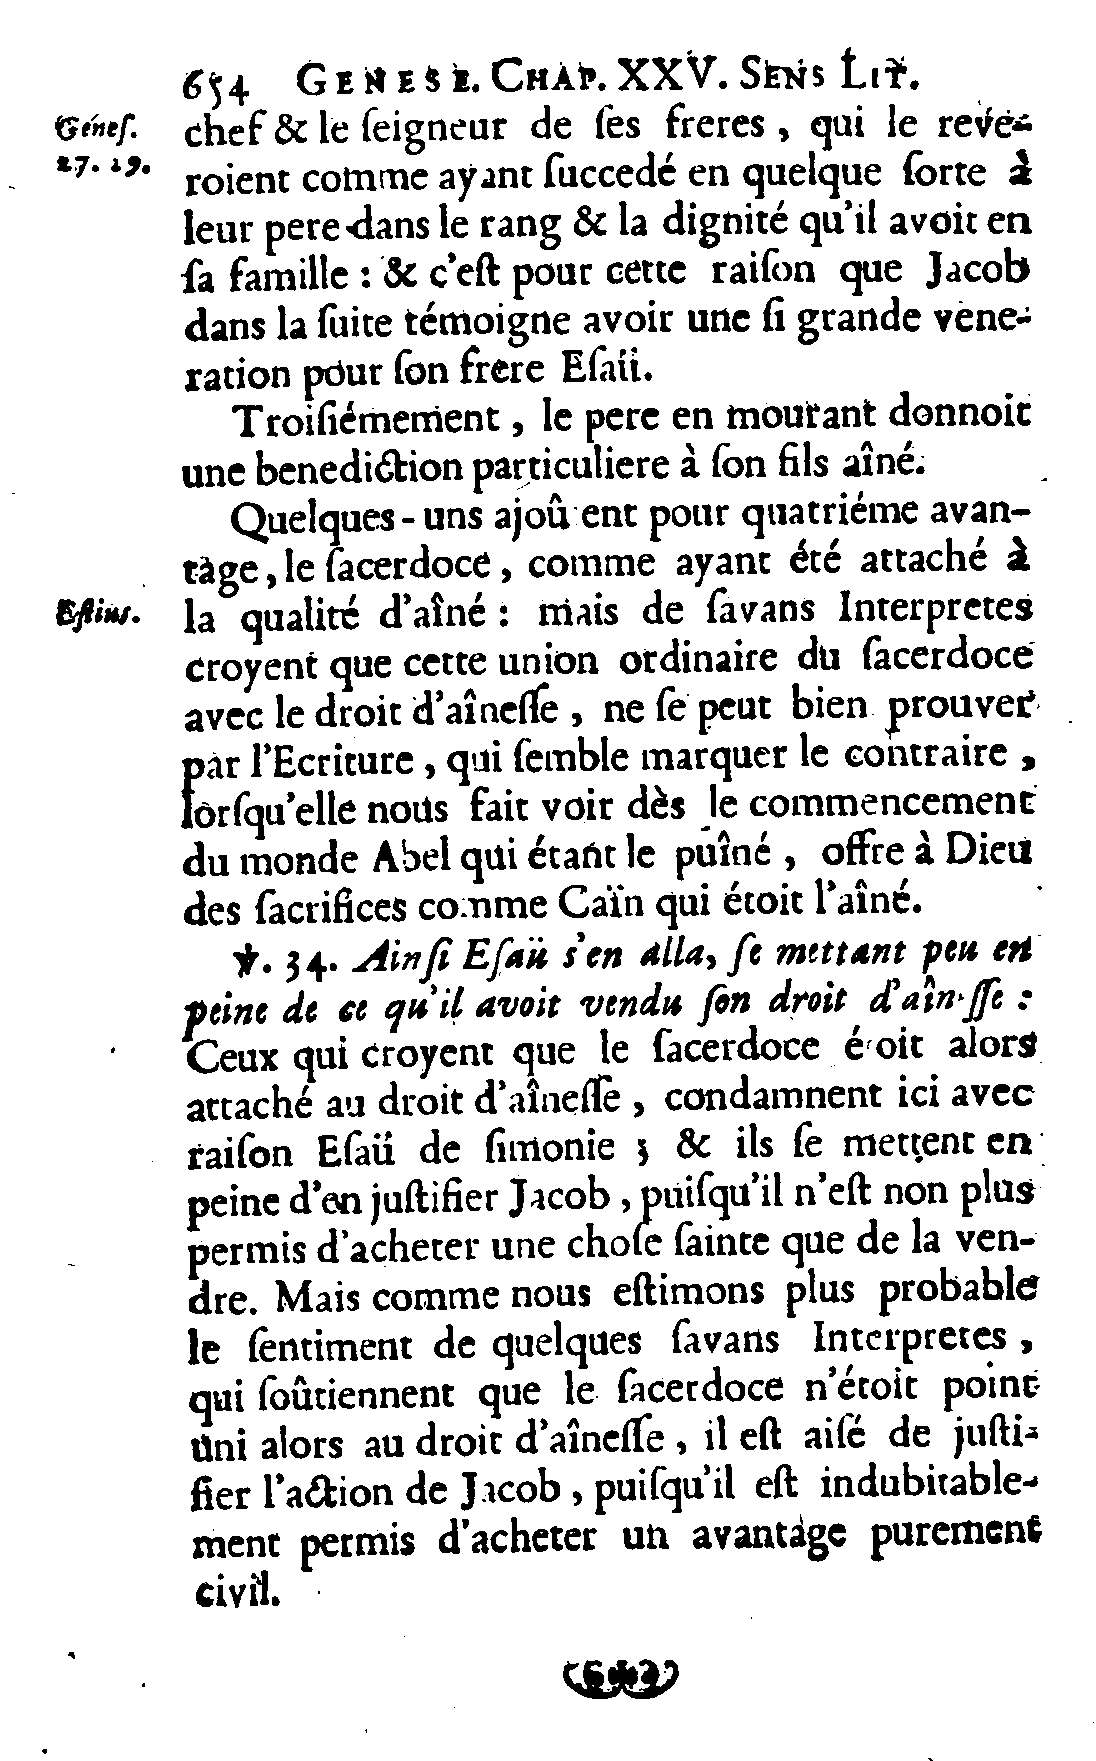 654 GENESE. CHAP. XXV. SENS LIT.
Genes. chef & le ſeigneur de ſes freres, qui le reve-
27. 29. roient comme ayant ſuccedé en quelque ſorte à
leur pere dans le rang & la dignité qu'il avoit en
ſa famille : & c'eſt pour cette raiſon que Jacob
dans la ſuite témoigne avoir une ſi grande vene-
ration pour ſon frere Eſaü.
Troiſiémement, le pere en mourant donnoit
une benediction particuliere à ſon fils aîné.
Quelques-uns ajoûtent pour quatriéme avan-
tage, le ſacerdoce, comme ayant été attaché à
Eſtius. la qualité d'aîné : mais de ſavans Interpretes
croyent que cette union ordinaire du ſacerdoce
avec le droit d'aîneſſe, ne ſe peut bien prouver
par l'Ecriture, qui ſemble marquer le contraire,
lorſqu'elle nous fait voir dès le commencement
du monde Abel qui étant le puîné, offre à Dieu
des ſacrifices comme Caïn qui étoit l'aîné.
℣. 34. Ainſi Eſaü s'en alla, ſe mettant peu en
peine de ce qu'il avoit vendu ſon droit d'aîneſſe :
Ceux qui croyent que le ſacerdoce étoit alors
attaché au droit d'aîneſſe, condamnent ici avec
raiſon Eſaü de ſimonie ; & ils ſe mettent en
peine d'en juſtifier Jacob, puiſqu'il n'eſt non plus
permis d'acheter une choſe ſainte que de la ven-
dre. Mais comme nous eſtimons plus probable
le ſentiment de quelques ſavans Interpretes,
qui ſoûtiennent que le ſacerdoce n'étoit point
uni alors au droit d'aîneſſe, il eſt aiſé de juſti-
fier l'action de Jacob, puiſqu'il eſt indubitable-
ment permis d'acheter un avantage purement
civil.